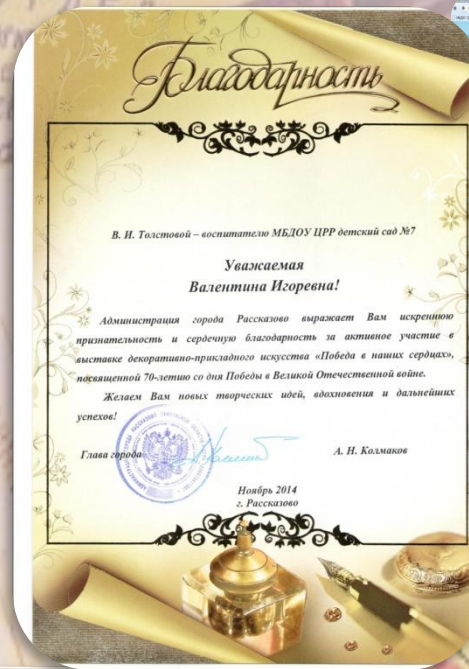 Благодарность
В. И. Толстовой – воспитателю МБДОУ ЦРР детский сад №7
Уважаемая
Валентина Игоревна!
Администрация города Рассказово выражает Вам искреннюю
признательность и сердечную благодарность за активное участие в
выставке декоративно-прикладного искусства «Победа в наших сердцах»,
посвященной 70-летию со дня Победы в Великой Отечественной войне.
Желаем Вам новых творческих идей, вдохновения и дальнейших
успехов!
Глава города
А. Н. Колмаков
Ноябрь 2014
г. Рассказово